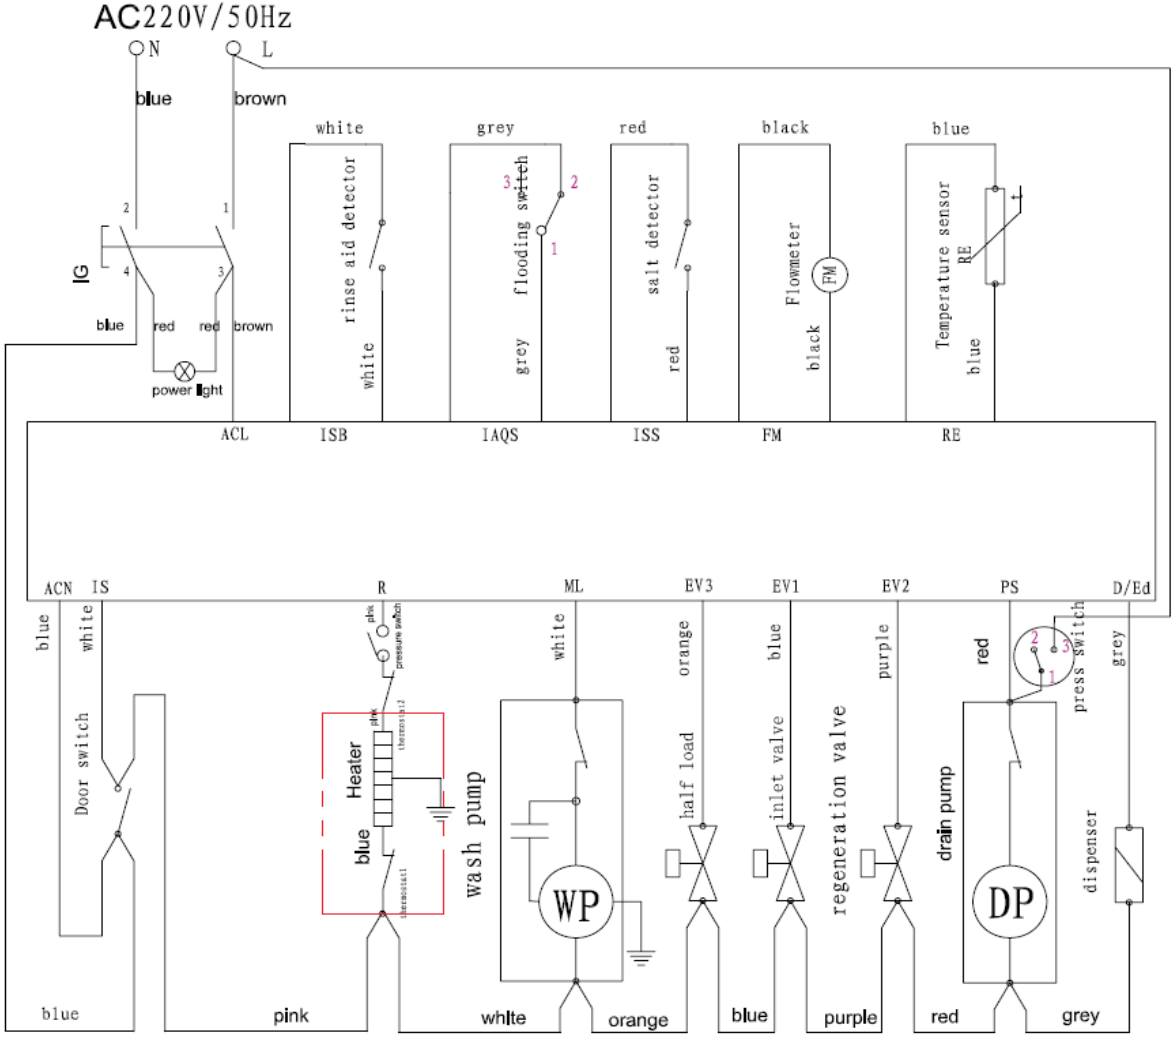 AC220V/50Hz
N
L
blue
brown
white
grey
red
black
blue
2
1
IG
4
3
blue
red
red
brown
power light
rinse aid detector
white
flooding switch
3
2
1
grey
salt detector
red
Flowmeter
FM
black
Temperature sensor
RE
t
blue
ACL
ISB
IAQS
ISS
FM
RE
ACN
IS
R
ML
EV3
EV1
EV2
PS
D/Ed
blue
white
Door switch
pink
pressure switch
pink
thermostat2
Heater
blue
thermostat1
white
wash pump
WP
orange
half load
blue
inlet valve
purple
regeneration valve
red
2
3
1
press switch
drain pump
DP
grey
dispenser
blue
pink
white
orange
blue
purple
red
grey